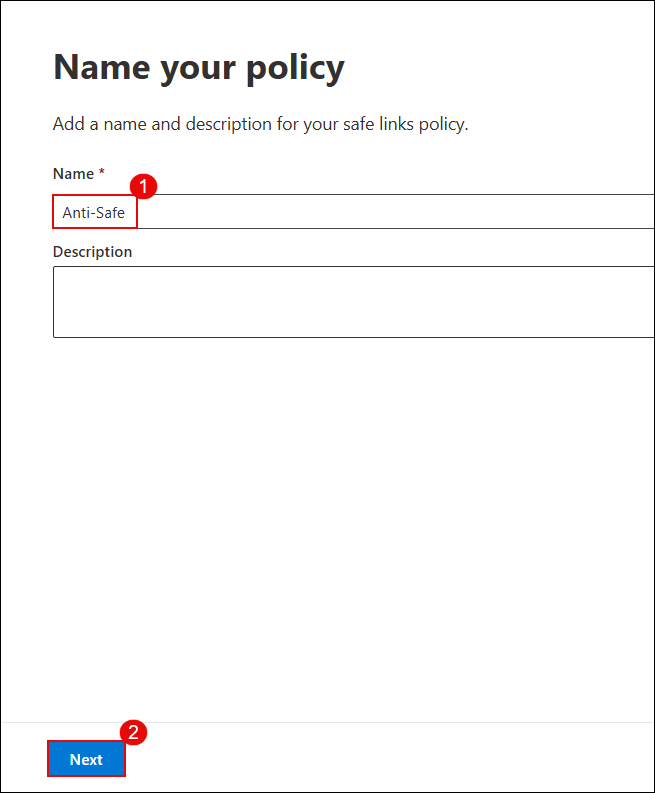 Name your policy
Add a name and description for your safe links policy.
Name *
1
Anti-Safe
Description
2
Next